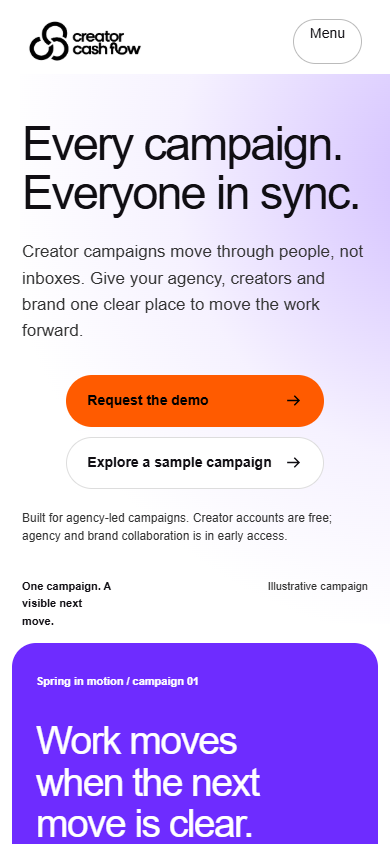 creator
cash flow
Menu
Every campaign.
Everyone in sync.
Creator campaigns move through people, not
inboxes. Give your agency, creators and
brand one clear place to move the work
forward.
Request the demo
Explore a sample campaign
Built for agency-led campaigns. Creator accounts are free;
agency and brand collaboration is in early access.
One campaign. A
visible next
move.
Illustrative campaign
Spring in motion / campaign 01
Work moves
when the next
move is clear.